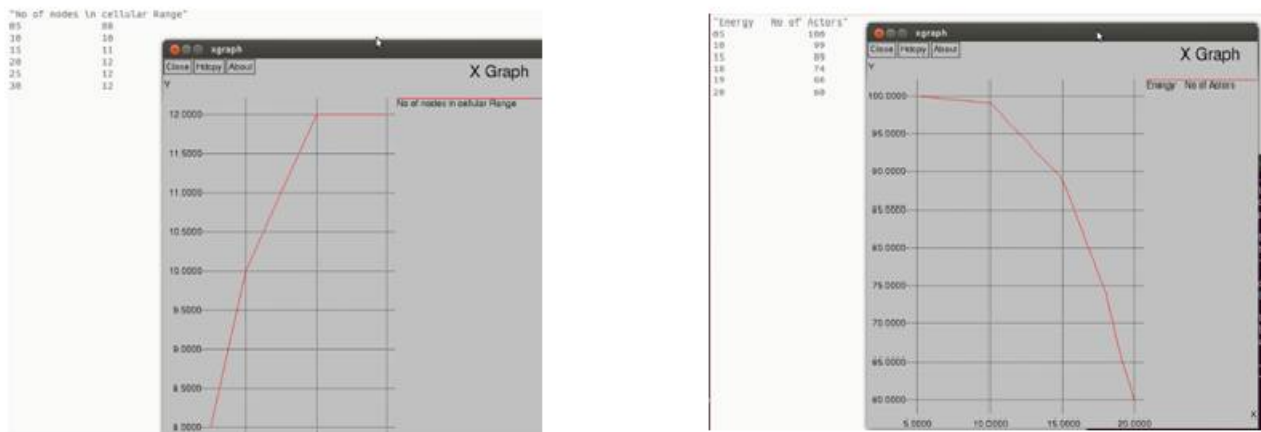 "No of nodes in cellular Range"
05 08
10 10
15 11
20 12
25 12
30 12
xgraph
Close Hdcpy About
X Graph
Y
No of nodes in cellular Range
12.0000
11.5000
11.0000
10.5000
10.0000
9.5000
9.0000
8.5000
8.0000
"Energy No of Actors"
05 100
10 99
15 89
18 74
19 66
20 60
xgraph
Close Hdcpy About
X Graph
Y
Energy No of Actors
100.0000
95.0000
90.0000
85.0000
80.0000
75.0000
70.0000
65.0000
60.0000
X
5.0000 10.0000 15.0000 20.0000